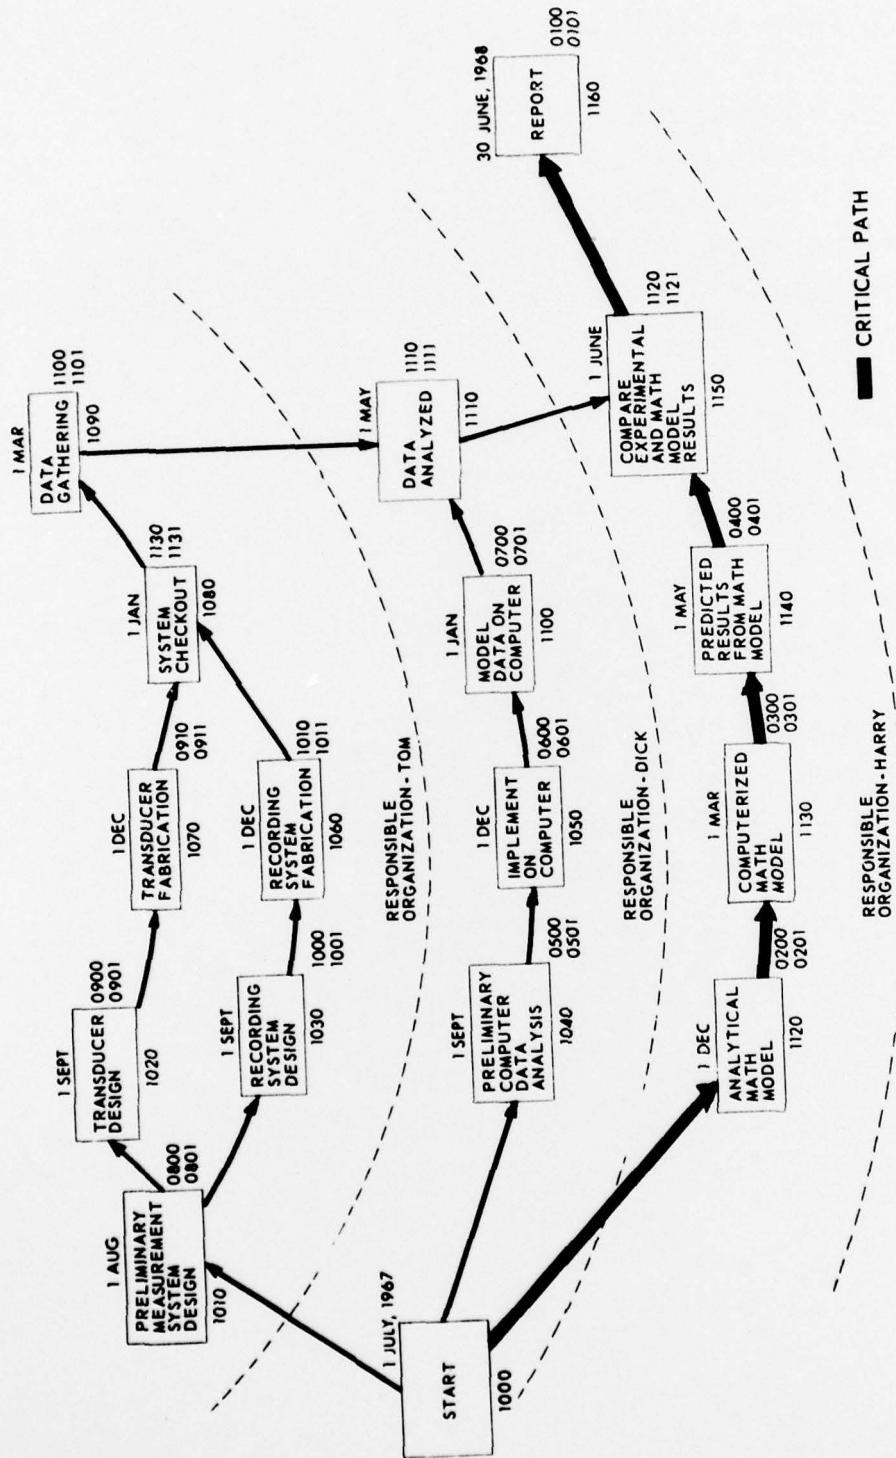 1 JULY, 1967
START
1000
1 AUG
PRELIMINARY
MEASUREMENT
SYSTEM
DESIGN
1010
0800
0801
1 SEPT
TRANSDUCER
DESIGN
1020
0900
0901
1 DEC
TRANSDUCER
FABRICATION
1070
0910
0911
1 SEPT
RECORDING
SYSTEM
DESIGN
1030
1000
1001
1 DEC
RECORDING
SYSTEM
FABRICATION
1060
1010
1011
1 JAN
SYSTEM
CHECKOUT
1080
1130
1131
1 MAR
DATA
GATHERING
1090
1100
1101
RESPONSIBLE
ORGANIZATION - TOM
1 SEPT
PRELIMINARY
COMPUTER
DATA
ANALYSIS
1040
0500
0501
1 DEC
IMPLEMENT
ON
COMPUTER
1050
0600
0601
1 JAN
MODEL
DATA ON
COMPUTER
1100
0700
0701
1 MAY
DATA
ANALYZED
1110
1110
1111
RESPONSIBLE
ORGANIZATION - DICK
1 DEC
ANALYTICAL
MATH
MODEL
1120
0200
0201
1 MAR
COMPUTERIZED
MATH
MODEL
1130
0300
0301
1 MAY
PREDICTED
RESULTS
FROM MATH
MODEL
1140
0400
0401
1 JUNE
COMPARE
EXPERIMENTAL
AND MATH
MODEL
RESULTS
1150
1120
1121
30 JUNE, 1968
REPORT
1160
0100
0101
RESPONSIBLE
ORGANIZATION - HARRY
CRITICAL PATH